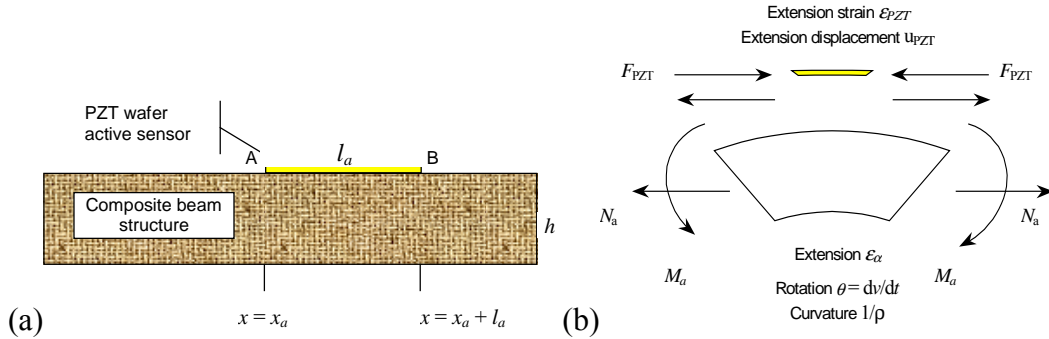 PZT wafer
active sensor
A
l_a
B
Composite beam
structure
h
(a)
x = x_a
x = x_a + l_a
Extension strain ε_PZT
Extension displacement u_PZT
F_PZT
F_PZT
N_a
N_a
M_a
M_a
Extension ε_α
Rotation θ = dv/dt
Curvature 1/ρ
(b)